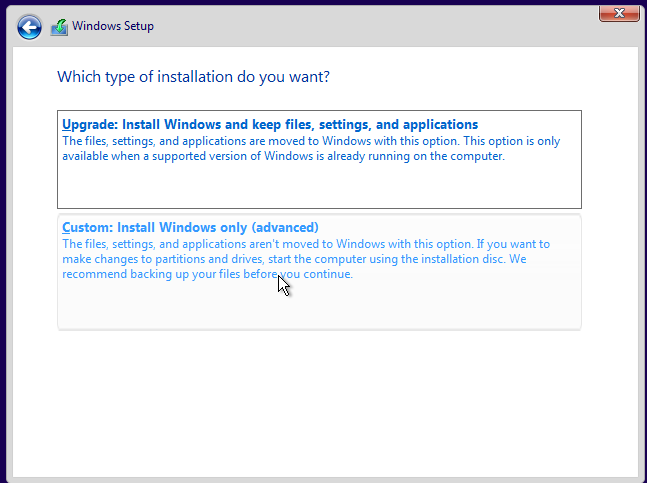 Windows Setup
Which type of installation do you want?
Upgrade: Install Windows and keep files, settings, and applications
The files, settings, and applications are moved to Windows with this option. This option is only
available when a supported version of Windows is already running on the computer.
Custom: Install Windows only (advanced)
The files, settings, and applications aren't moved to Windows with this option. If you want to
make changes to partitions and drives, start the computer using the installation disc. We
recommend backing up your files before you continue.